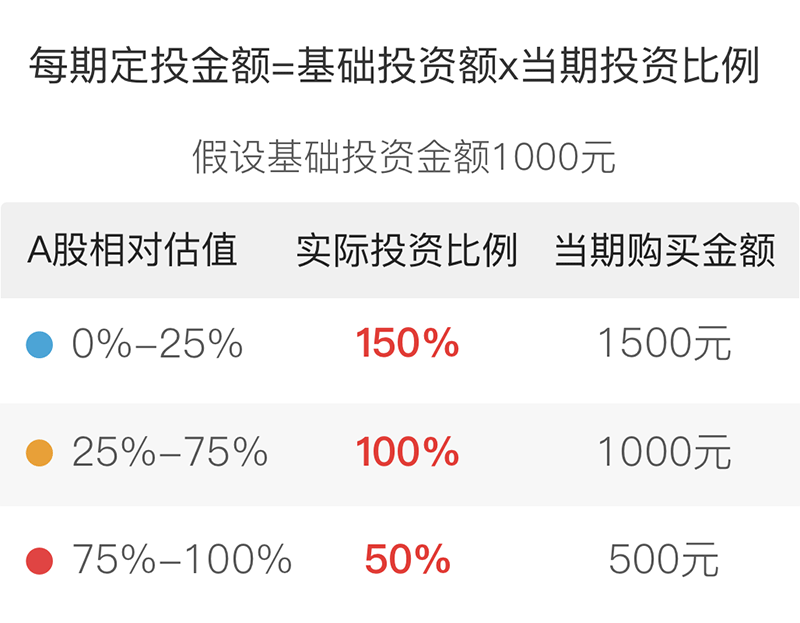 每期定投金额=基础投资额x当期投资比例
假设基础投资金额1000元
A股相对估值 实际投资比例 当期购买金额
0%-25% 150% 1500元
25%-75% 100% 1000元
75%-100% 50% 500元